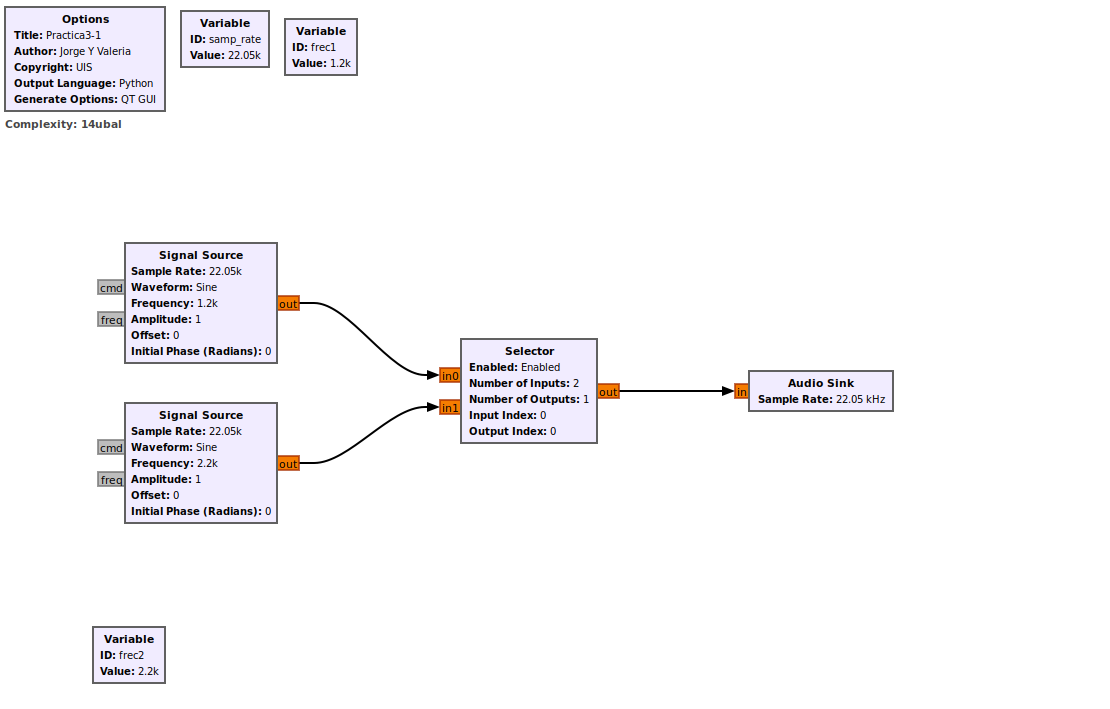 Options
Title: Practica3-1
Author: Jorge Y Valeria
Copyright: UIS
Output Language: Python
Generate Options: QT GUI
Complexity: 14ubal
Variable
ID: samp_rate
Value: 22.05k
Variable
ID: frec1
Value: 1.2k
Signal Source
Sample Rate: 22.05k
Waveform: Sine
Frequency: 1.2k
Amplitude: 1
Offset: 0
Initial Phase (Radians): 0
cmd
freq
out
Signal Source
Sample Rate: 22.05k
Waveform: Sine
Frequency: 2.2k
Amplitude: 1
Offset: 0
Initial Phase (Radians): 0
cmd
freq
out
Selector
Enabled: Enabled
Number of Inputs: 2
Number of Outputs: 1
Input Index: 0
Output Index: 0
in0
in1
out
Audio Sink
Sample Rate: 22.05 kHz
in
Variable
ID: frec2
Value: 2.2k